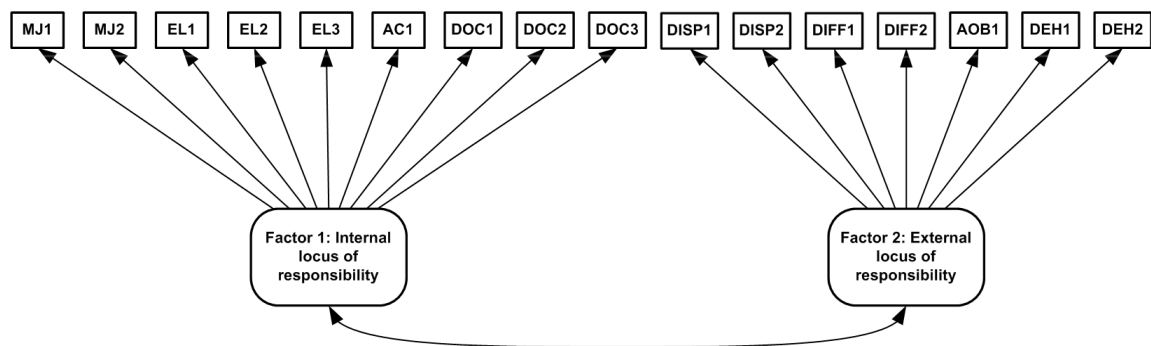 MJ1 MJ2 EL1 EL2 EL3 AC1 DOC1 DOC2 DOC3 DISP1 DISP2 DIFF1 DIFF2 AOB1 DEH1 DEH2
Factor 1: Internal
locus of
responsibility
Factor 2: External
locus of
responsibility